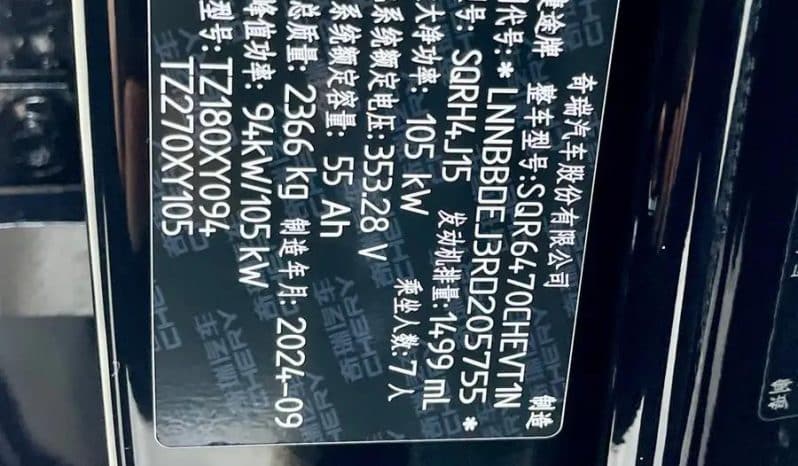 奇瑞汽车股份有限公司 制造
捷途牌 整车型号:SQR6470CHEVT1N
代号:*LNNBBDEJ3RD205755*
号: SQRH4J15 发动机排量:1499 mL
大净功率: 105 kW 乘坐人数:7人
系统额定电压: 353.28 V
系统额定容量: 55 Ah
总质量: 2366 kg 制造年月: 2024-09
峰值功率: 94kW/105kW
型号:TZ180XY094
TZ270XY105